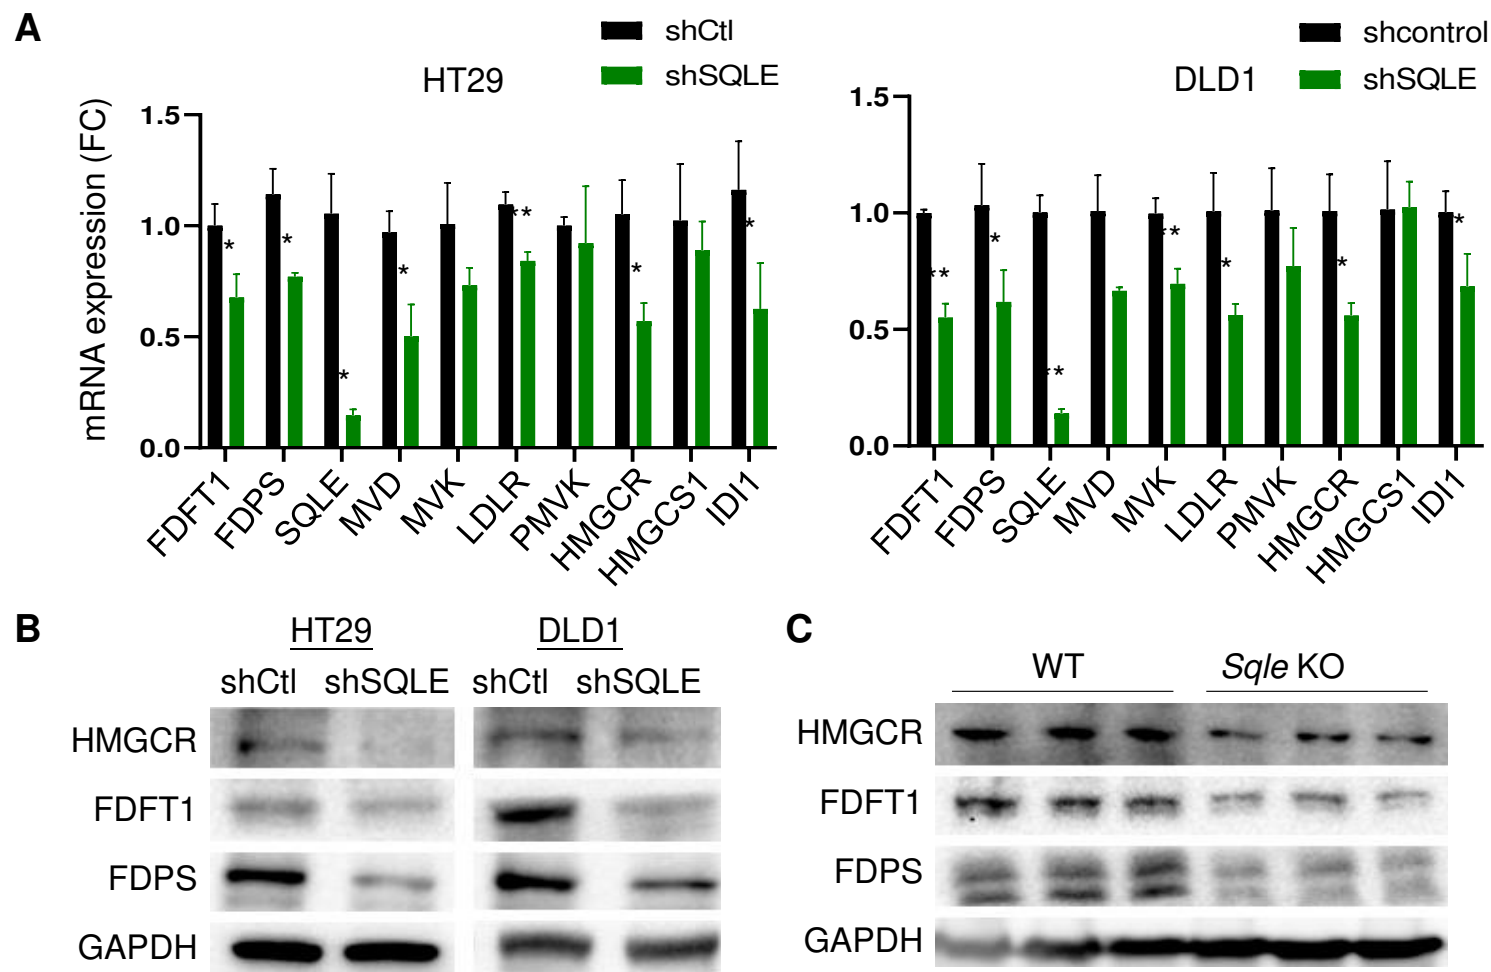 A
shCtl
shSQLE
HT29
mRNA expression (FC)
1.5
1.0
0.5
0.0
* * * * ** * *
FDFT1 FDPS SQLE MVD MVK LDLR PMVK HMGCR HMGCS1 IDI1
shcontrol
shSQLE
DLD1
1.5
1.0
0.5
0.0
** * ** ** * * *
FDFT1 FDPS SQLE MVD MVK LDLR PMVK HMGCR HMGCS1 IDI1
B
HT29 DLD1
shCtl shSQLE shCtl shSQLE
HMGCR
FDFT1
FDPS
GAPDH
C
WT Sqle KO
HMGCR
FDFT1
FDPS
GAPDH